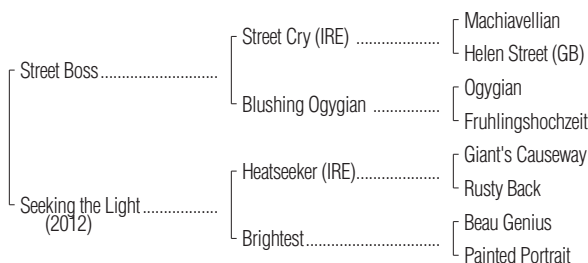 Machiavellian
Street Cry (IRE) ........................
Helen Street (GB)
Street Boss..................................
Ogygian
Blushing Ogygian ...................
Fruhlingshochzeit
Giant's Causeway
Heatseeker (IRE)........................
Rusty Back
Seeking the Light.....................
(2012)
Beau Genius
Brightest.......................................
Painted Portrait